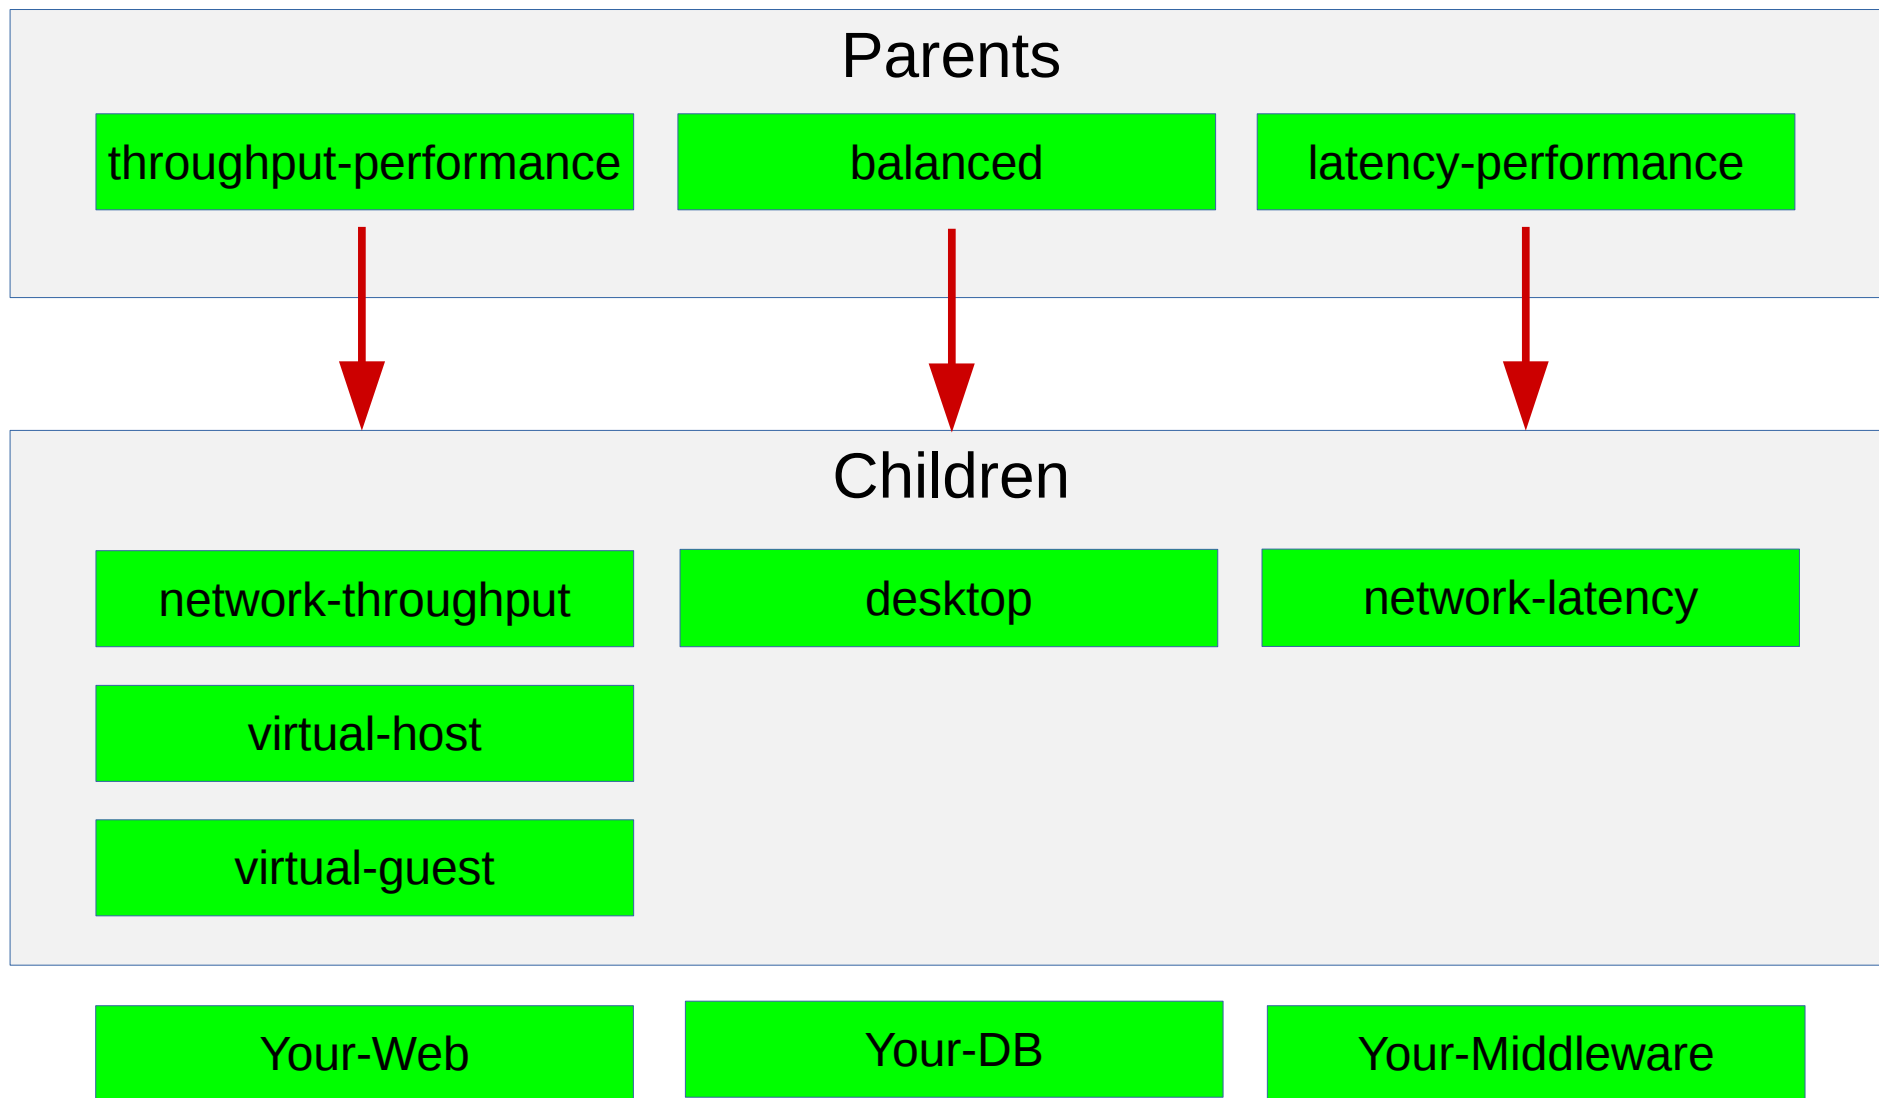 Parents
throughput-performance
balanced
latency-performance
Children
network-throughput
desktop
network-latency
virtual-host
virtual-guest
Your-Web
Your-DB
Your-Middleware